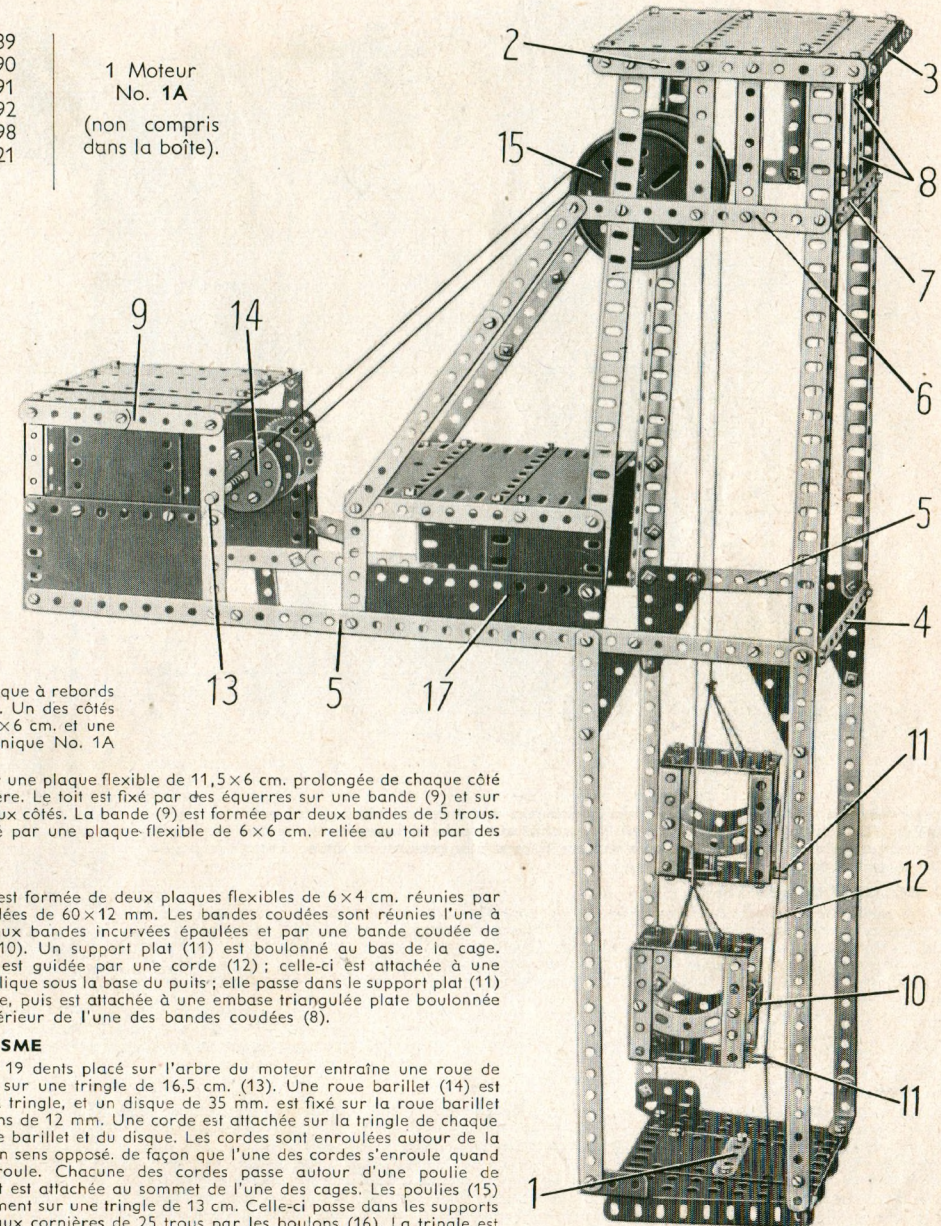 89
90
91
92
98
21
1 Moteur
No. 1A
(non compris
dans la boîte).
2
3
15
8
7
6
9
14
5
4
13
5
17
11
12
10
11
1
que à rebords
. Un des côtés
×6 cm. et une
nique No. 1A
une plaque flexible de 11,5×6 cm. prolongée de chaque côté
ère. Le toit est fixé par des équerres sur une bande (9) et sur
ux côtés. La bande (9) est formée par deux bandes de 5 trous.
par une plaque flexible de 6×6 cm. reliée au toit par des
est formée de deux plaques flexibles de 6×4 cm. réunies par
ées de 60×12 mm. Les bandes coudées sont réunies l'une à
ux bandes incurvées épaulées et par une bande coudée de
10). Un support plat (11) est boulonné au bas de la cage.
est guidée par une corde (12) ; celle-ci est attachée à une
lique sous la base du puits ; elle passe dans le support plat (11)
e, puis est attachée à une embase triangulée plate boulonnée
érieur de l'une des bandes coudées (8).
SME
19 dents placé sur l'arbre du moteur entraîne une roue de
sur une tringle de 16,5 cm. (13). Une roue barillet (14) est
tringle, et un disque de 35 mm. est fixé sur la roue barillet
ns de 12 mm. Une corde est attachée sur la tringle de chaque
e barillet et du disque. Les cordes sont enroulées autour de la
n sens opposé. de façon que l'une des cordes s'enroule quand
roule. Chacune des cordes passe autour d'une poulie de
t est attachée au sommet de l'une des cages. Les poulies (15)
ment sur une tringle de 13 cm. Celle-ci passe dans les supports
aux cornières de 25 trous par les boulons (16). La tringle est